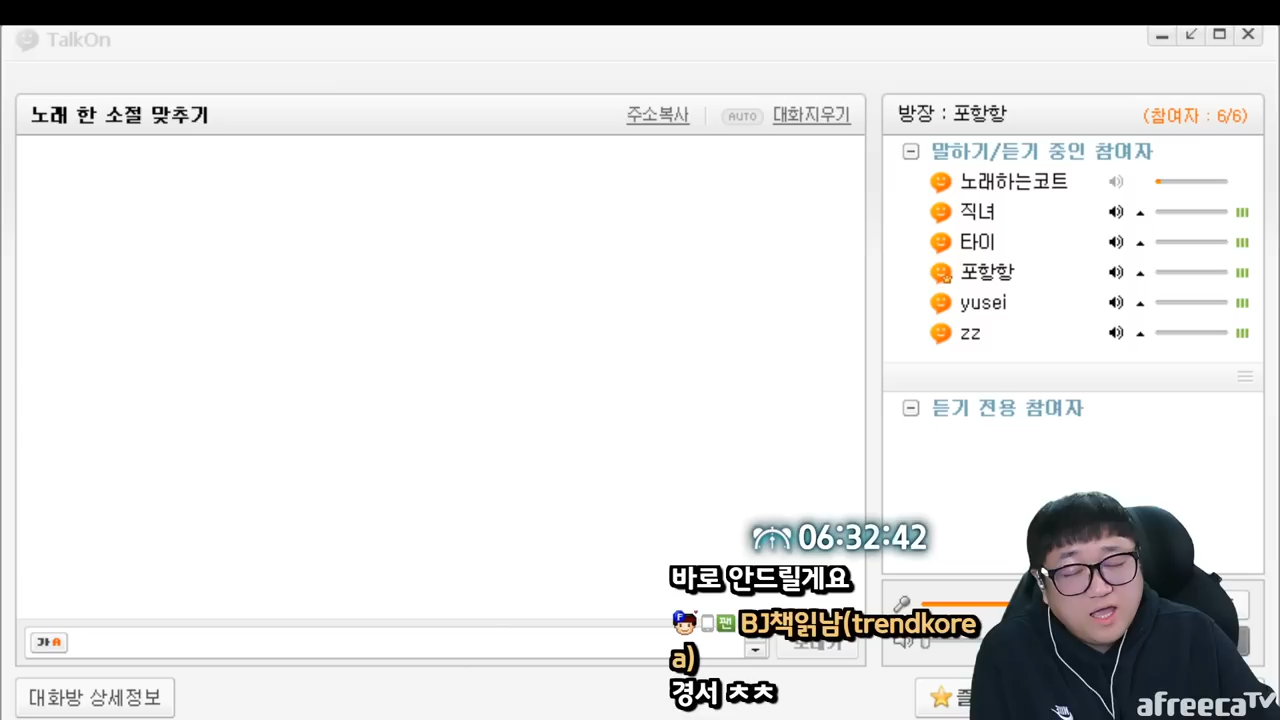 TalkOn
노래 한 소절 맞추기
주소복사
AUTO
대화지우기
방장 : 포항항
(참여자 : 6/6)
말하기/듣기 중인 참여자
노래하는코트
직녀
타이
포항항
yusei
zz
듣기 전용 참여자
06:32:42
바로 안드릴게요
F 팬 BJ책읽남(trendkore
a)
경서 ㅊㅊ
가
대화방 상세정보
afreecaTV